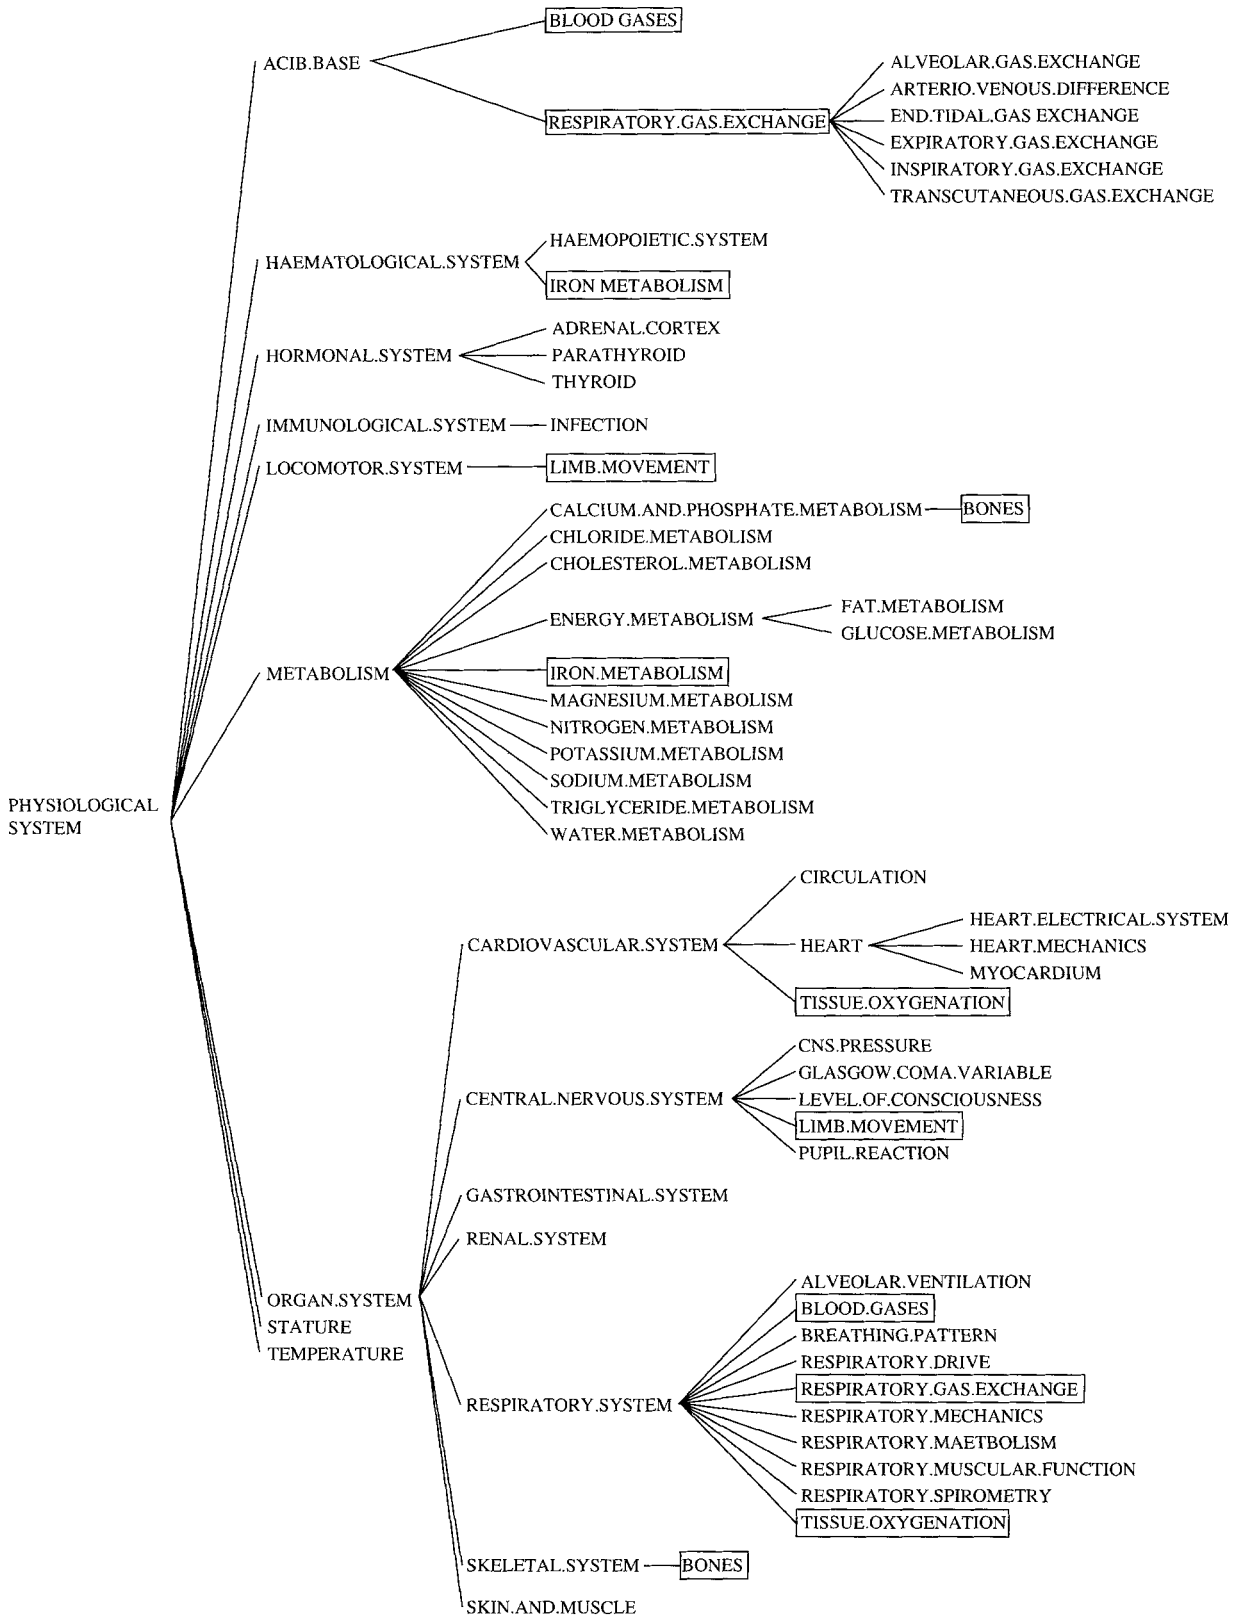 BLOOD GASES
ACIB.BASE
ALVEOLAR.GAS.EXCHANGE
ARTERIO.VENOUS.DIFFERENCE
END.TIDAL.GAS EXCHANGE
RESPIRATORY.GAS.EXCHANGE
EXPIRATORY.GAS.EXCHANGE
INSPIRATORY.GAS.EXCHANGE
TRANSCUTANEOUS.GAS.EXCHANGE
HAEMOPOIETIC.SYSTEM
HAEMATOLOGICAL.SYSTEM
IRON METABOLISM
ADRENAL.CORTEX
HORMONAL.SYSTEM
PARATHYROID
THYROID
IMMUNOLOGICAL.SYSTEM
INFECTION
LOCOMOTOR.SYSTEM
LIMB.MOVEMENT
CALCIUM.AND.PHOSPHATE.METABOLISM
BONES
CHLORIDE.METABOLISM
CHOLESTEROL.METABOLISM
ENERGY.METABOLISM
FAT.METABOLISM
GLUCOSE.METABOLISM
METABOLISM
IRON.METABOLISM
MAGNESIUM.METABOLISM
NITROGEN.METABOLISM
POTASSIUM.METABOLISM
SODIUM.METABOLISM
TRIGLYCERIDE.METABOLISM
WATER.METABOLISM
PHYSIOLOGICAL
SYSTEM
CIRCULATION
CARDIOVASCULAR.SYSTEM
HEART
HEART.ELECTRICAL.SYSTEM
HEART.MECHANICS
MYOCARDIUM
TISSUE.OXYGENATION
CNS.PRESSURE
GLASGOW.COMA.VARIABLE
CENTRAL.NERVOUS.SYSTEM
LEVEL.OF.CONSCIOUSNESS
LIMB.MOVEMENT
PUPIL.REACTION
GASTROINTESTINAL.SYSTEM
RENAL.SYSTEM
ORGAN.SYSTEM
STATURE
TEMPERATURE
ALVEOLAR.VENTILATION
BLOOD.GASES
BREATHING.PATTERN
RESPIRATORY.DRIVE
RESPIRATORY.GAS.EXCHANGE
RESPIRATORY.SYSTEM
RESPIRATORY.MECHANICS
RESPIRATORY.MAETBOLISM
RESPIRATORY.MUSCULAR.FUNCTION
RESPIRATORY.SPIROMETRY
TISSUE.OXYGENATION
SKELETAL.SYSTEM
BONES
SKIN.AND.MUSCLE